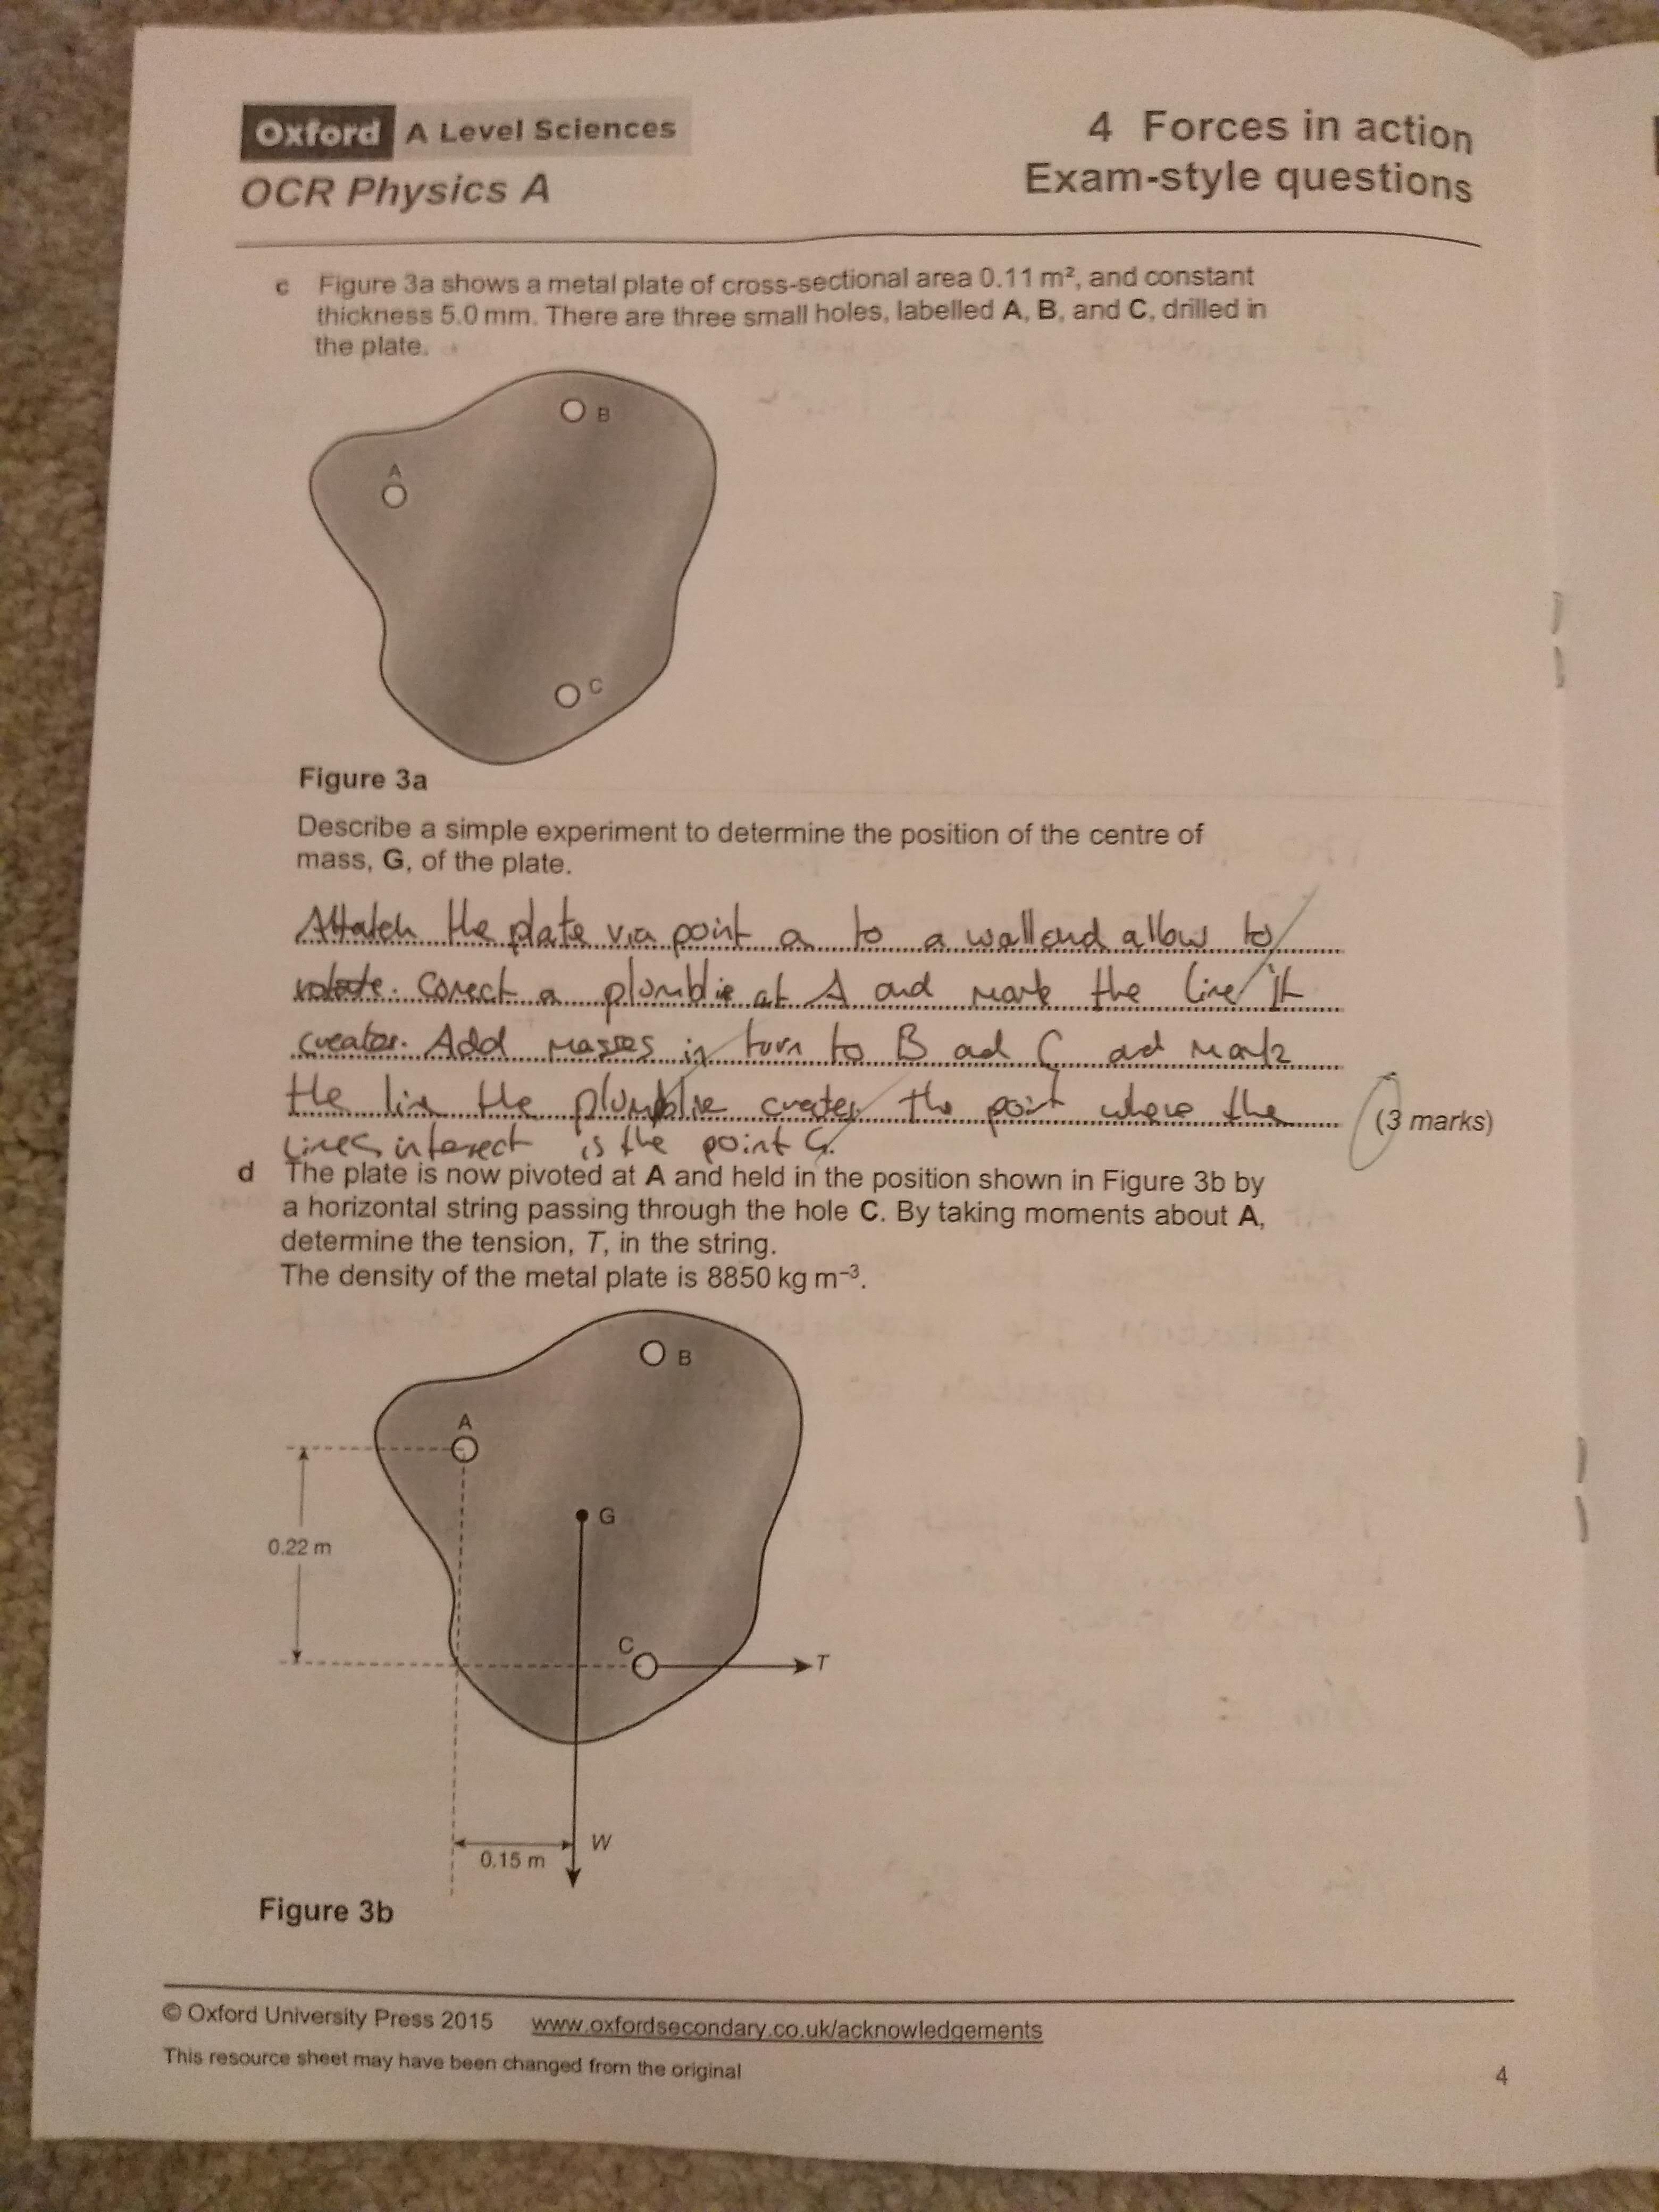 Oxford A Level Sciences
OCR Physics A
4 Forces in action
Exam-style questions
c Figure 3a shows a metal plate of cross-sectional area 0.11 m², and constant
thickness 5.0 mm. There are three small holes, labelled A, B, and C, drilled in
the plate.
B
A
C
Figure 3a
Describe a simple experiment to determine the position of the centre of
mass, G, of the plate.
Attatch the plate via point a to a wall and allow to
rotate. Conect a plumblie at A and mark the line it
creates. Add masses in turn to B ad C ad mark
the lin the plumblie creates the point where the
(3 marks)
lines intersect is the point G.
d The plate is now pivoted at A and held in the position shown in Figure 3b by
a horizontal string passing through the hole C. By taking moments about A,
determine the tension, T, in the string.
The density of the metal plate is 8850 kg m⁻³.
B
A
G
0.22 m
C
T
W
0.15 m
Figure 3b
© Oxford University Press 2015 www.oxfordsecondary.co.uk/acknowledgements
This resource sheet may have been changed from the original
4